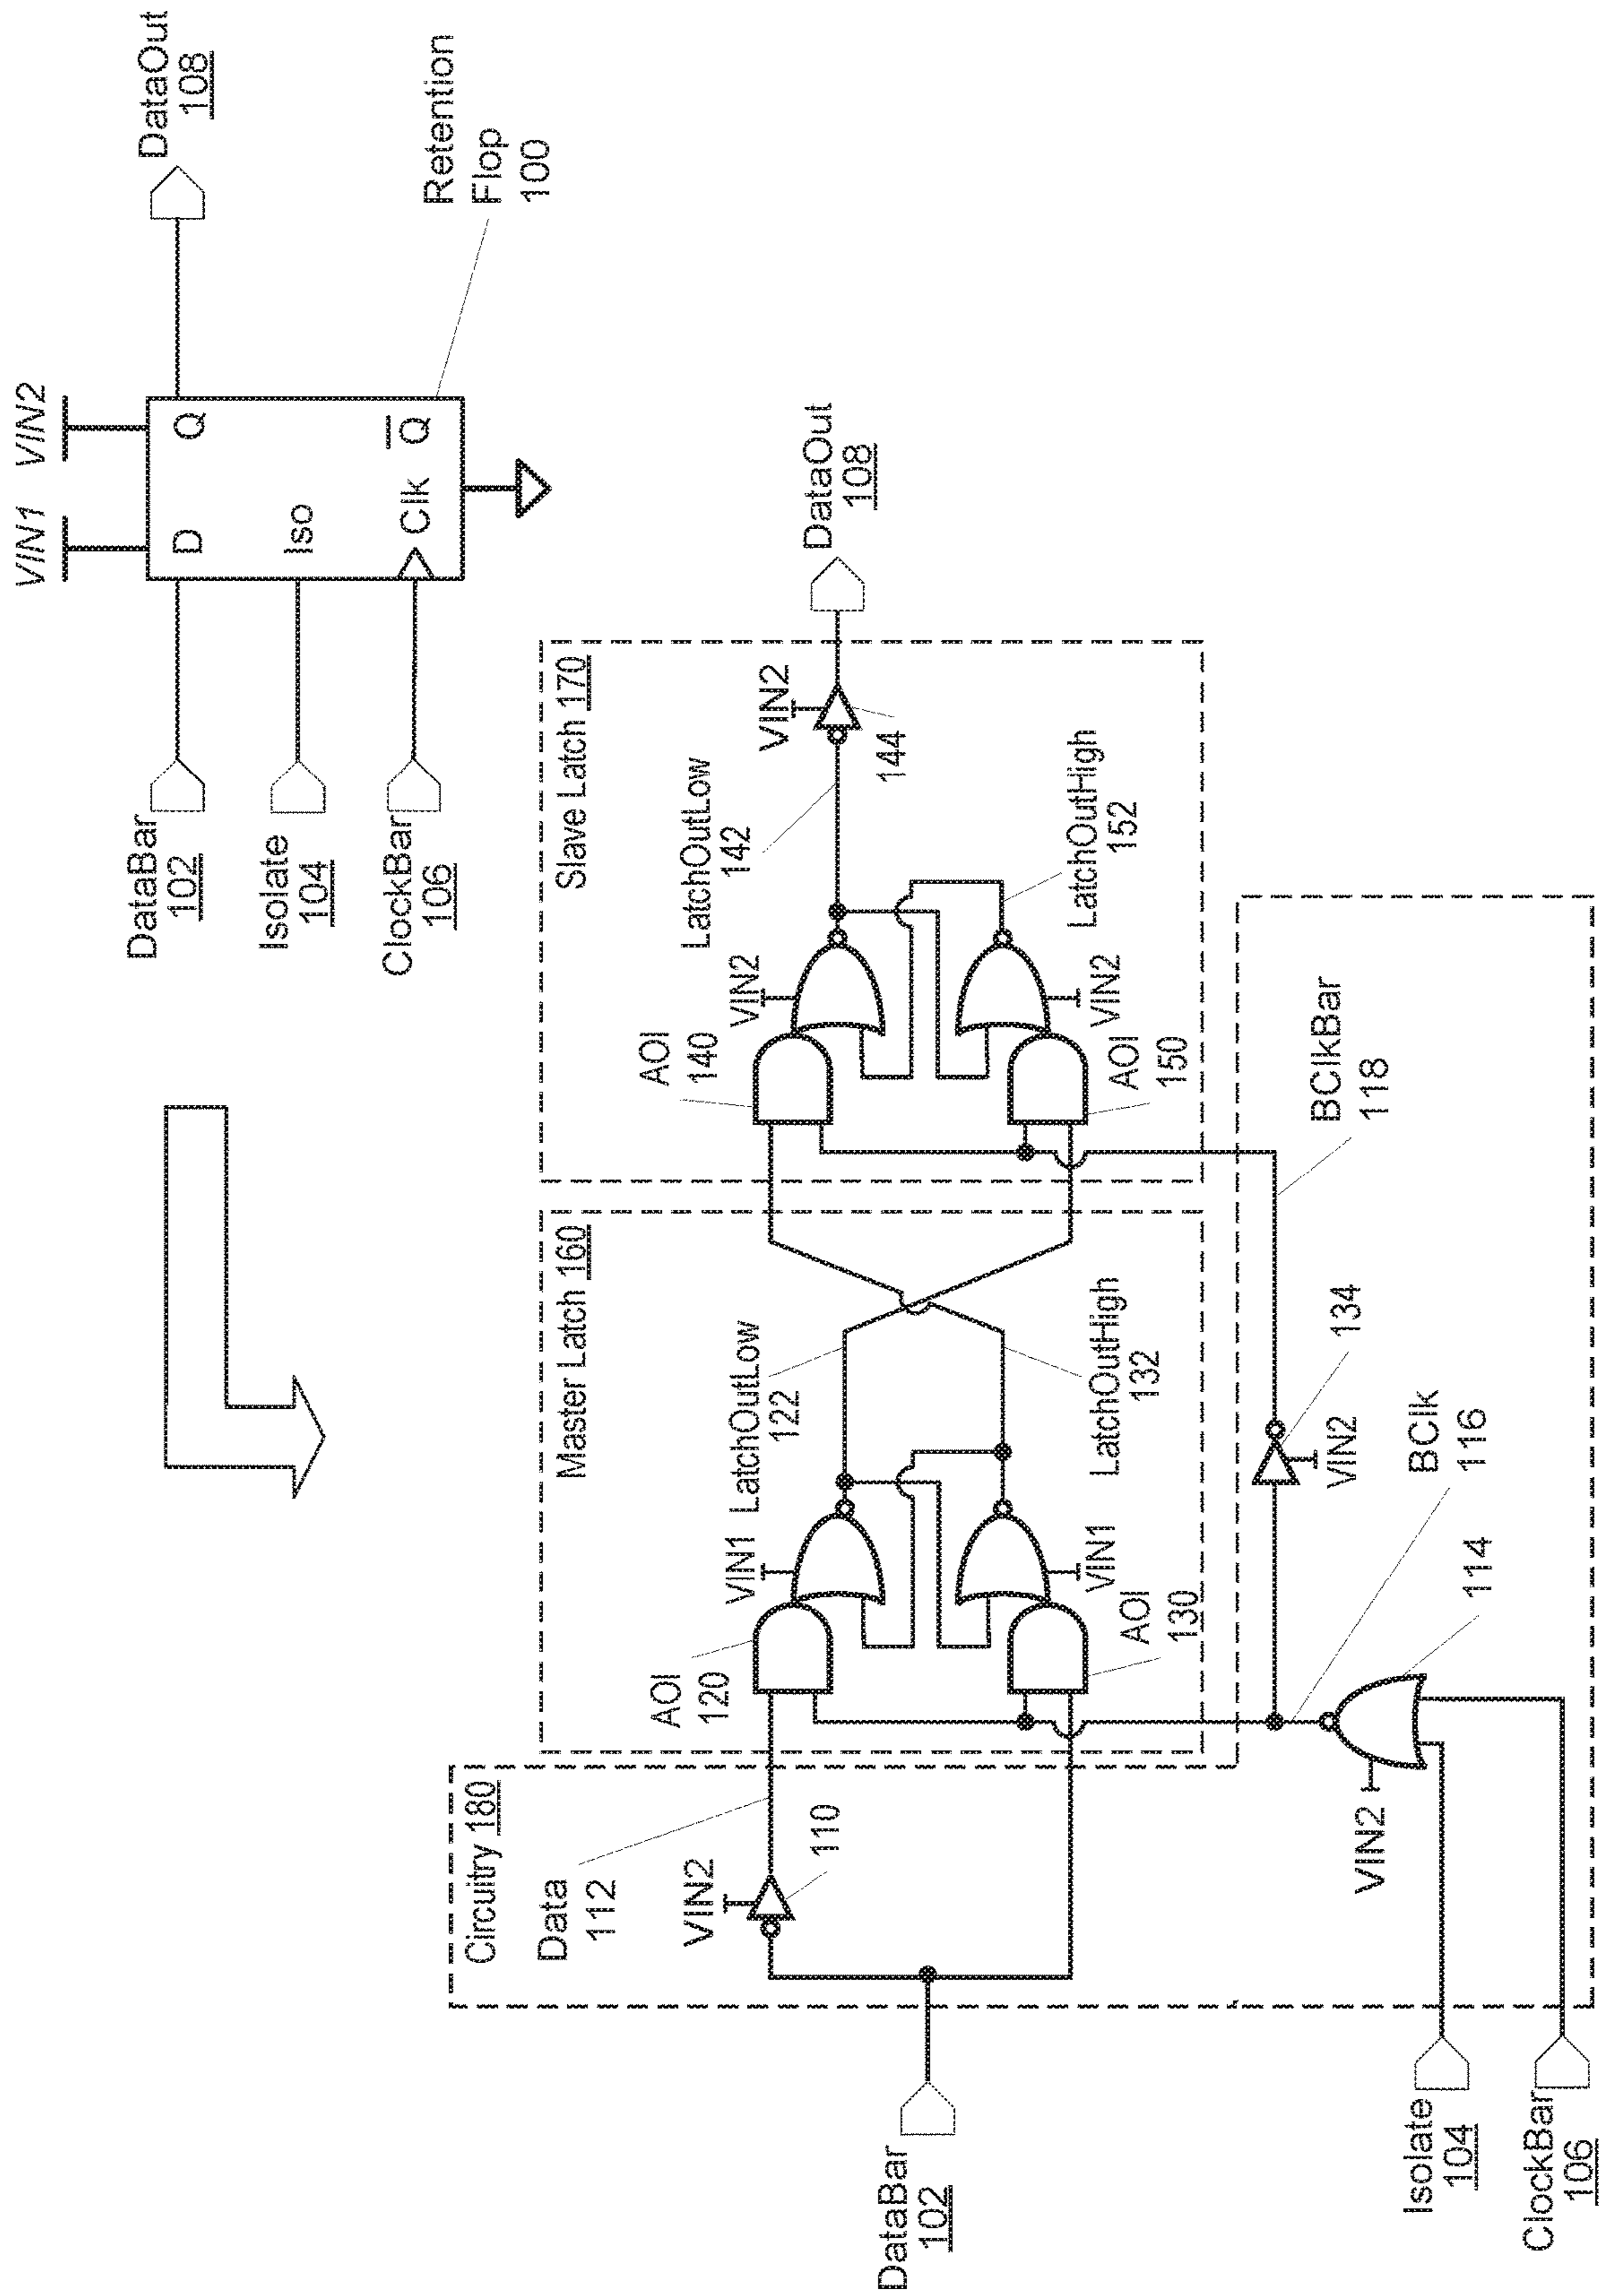 VIN1
VIN2
DataBar
102
Isolate
104
ClockBar
106
D
Q
Iso
Clk
Q
DataOut
108
Retention
Flop
100
Circuitry 180
Data
112
VIN2
110
DataBar
102
Isolate
104
ClockBar
106
VIN2
114
BClk
116
VIN2
134
BClkBar
118
Master Latch 160
AOI
120
VIN1
LatchOutLow
122
AOI
130
VIN1
LatchOutHigh
132
Slave Latch 170
AOI
140
VIN2
LatchOutLow
142
VIN2
144
AOI
150
VIN2
LatchOutHigh
152
DataOut
108